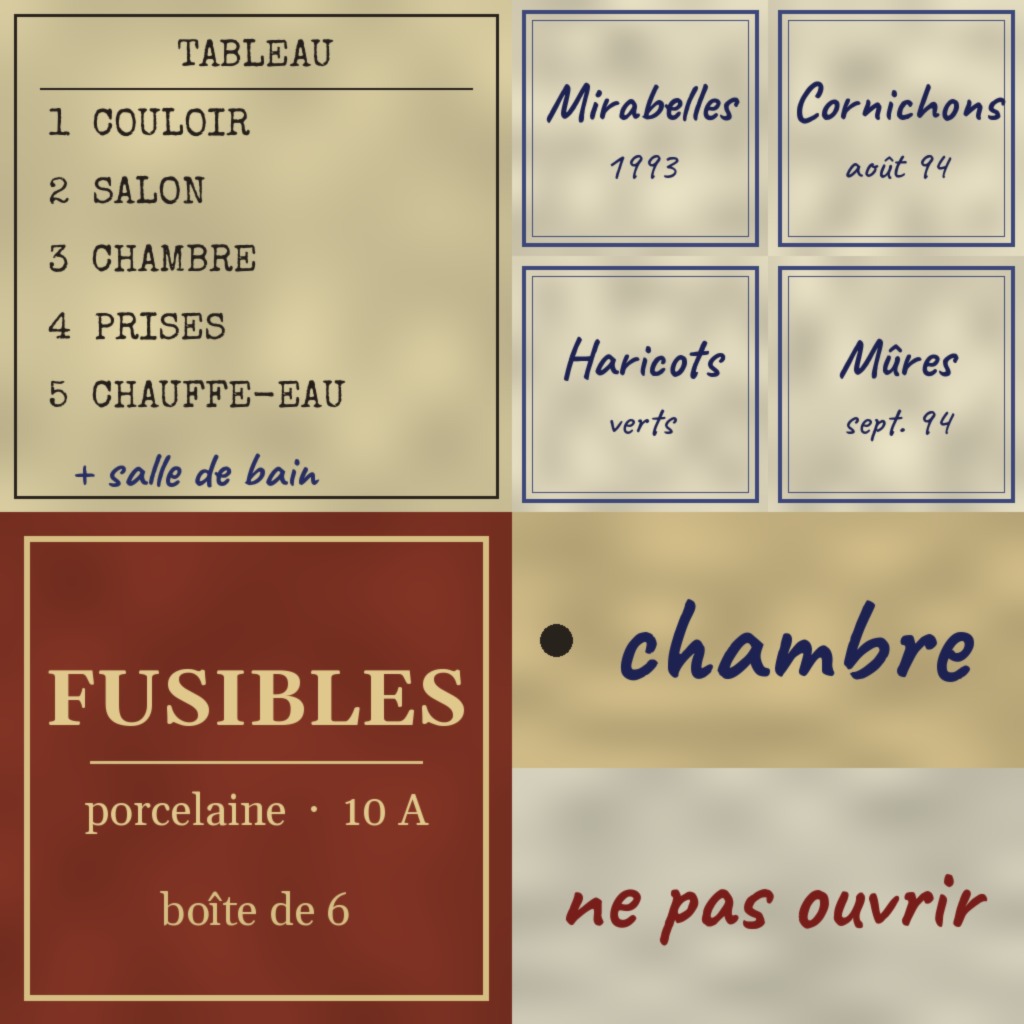 TABLEAU
1 COULOIR
2 SALON
3 CHAMBRE
4 PRISES
5 CHAUFFE-EAU
+ salle de bain
Mirabelles
1993
Cornichons
août 94
Haricots
verts
Mûres
sept. 94
FUSIBLES
porcelaine · 10 A
boîte de 6
chambre
ne pas ouvrir